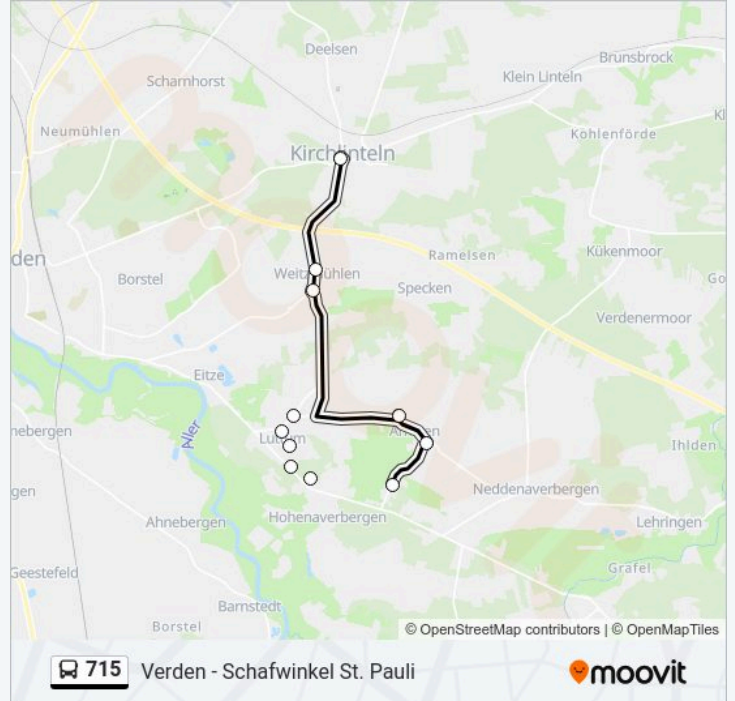 Deelsen
Brunsbrock
Klein Linteln
Scharnhorst
Kl
Neumühlen
Kohlenförde
Kirchlinteln
den
Ramelsen
Kükenmoor
Weitzmühlen
Borstel
Specken
Go
Verdenermoor
Eitze
nebergen
Aller
Luttum
Armsen
Ihlden
gen
Neddenaverbergen
Ahnebergen
Hohenaverbergen
Lehringen
Geestefeld
Gräfel
Barnstedt
Borstel
© OpenStreetMap contributors | © OpenMapTiles
715 Verden - Schafwinkel St. Pauli
moovit